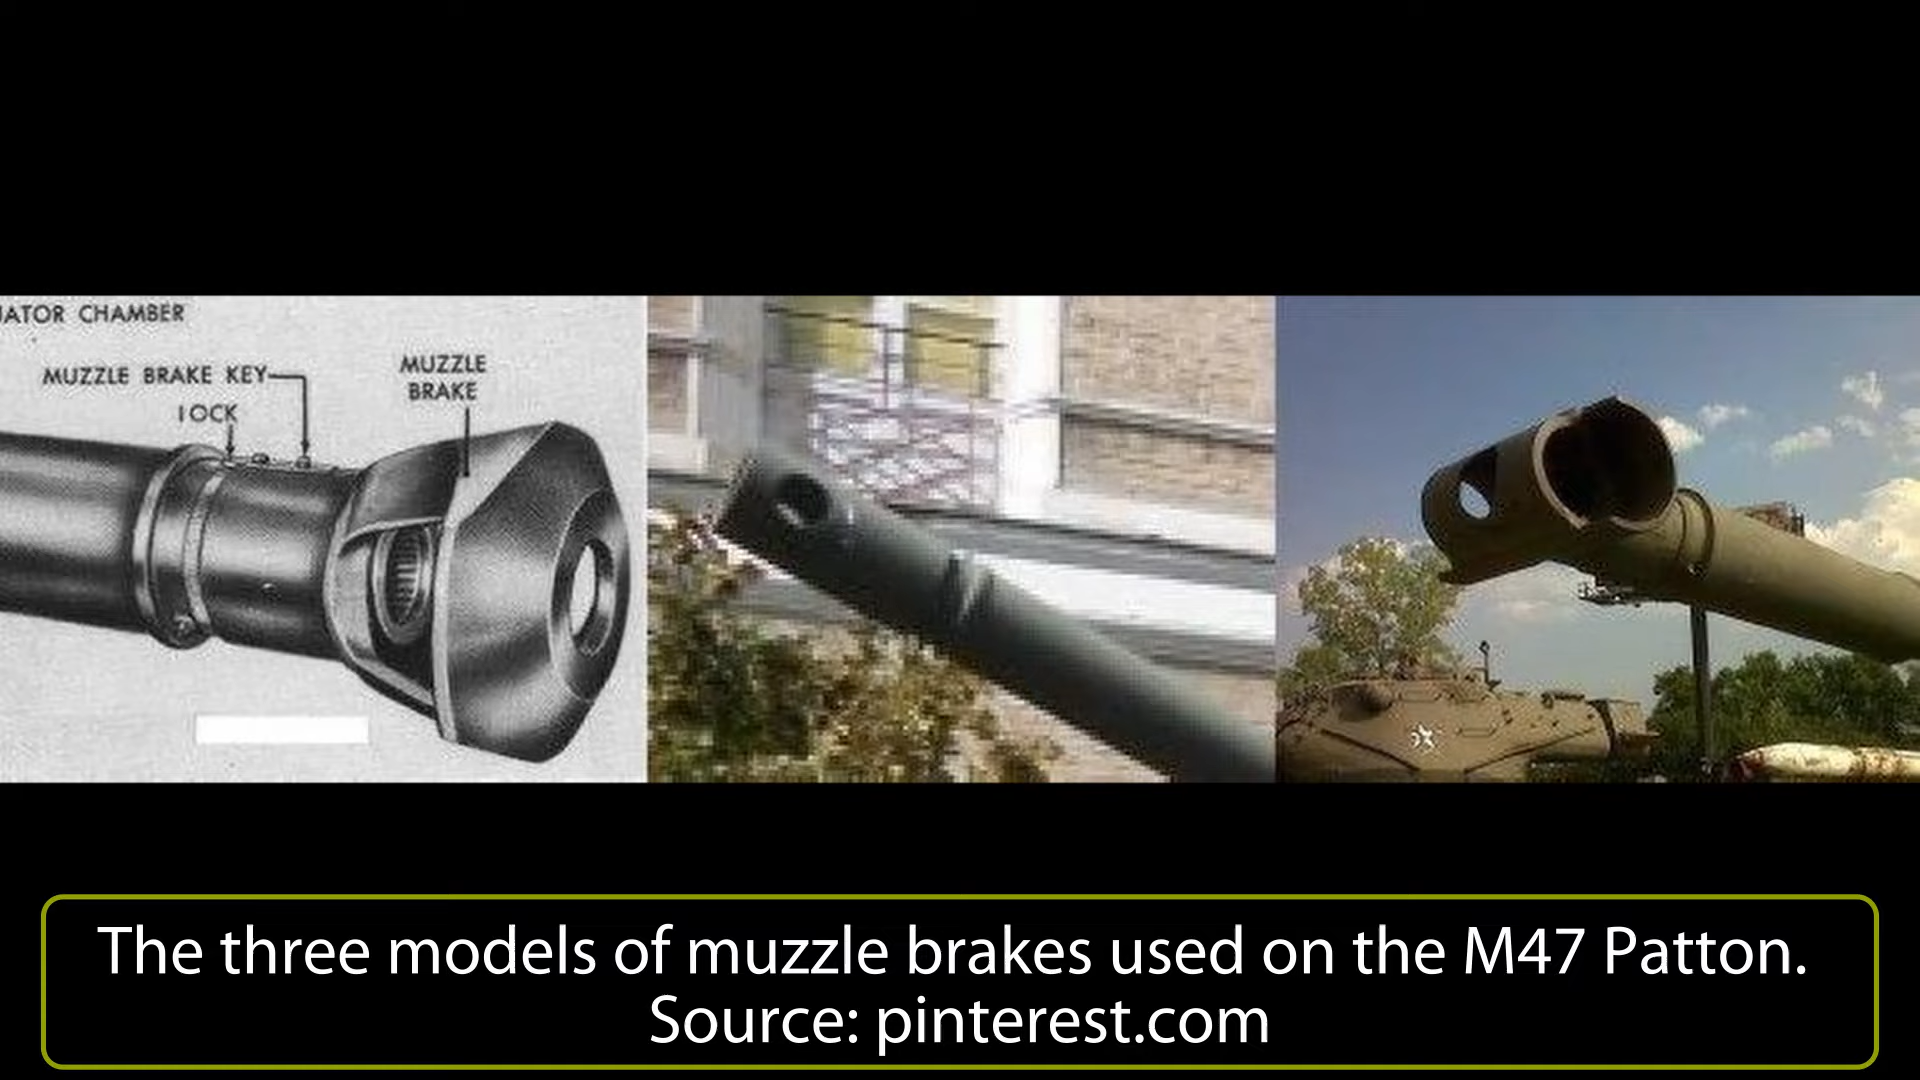 UATOR CHAMBER
MUZZLE BRAKE KEY
LOCK
MUZZLE
BRAKE
The three models of muzzle brakes used on the M47 Patton.
Source: pinterest.com